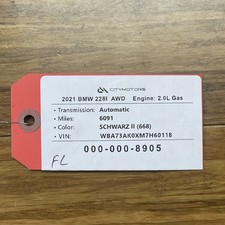 CITYMOTORS
2021 BMW 228I AWD Engine: 2.0L Gas
• Transmission: Automatic
• Miles: 6091
• Color: SCHWARZ II (668)
• VIN: WBA73AK0XM7H60118
000-000-8905
FL